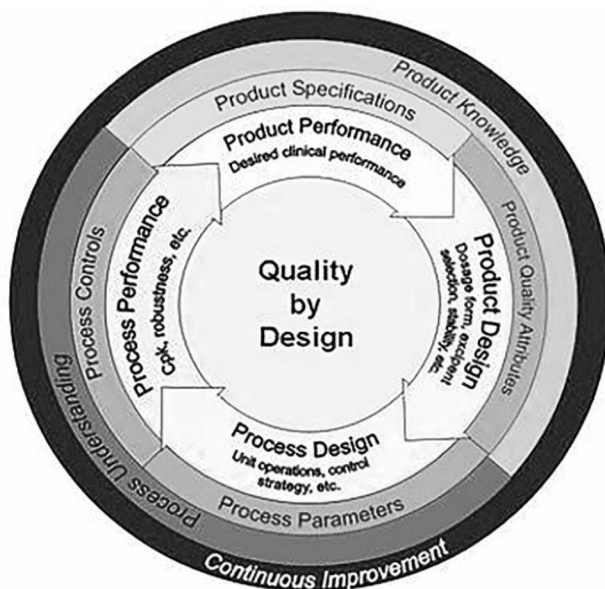 Product Knowledge
Product Specifications
Product Performance
Desired clinical performance
Product Quality Attributes
Product Design
Dosage form, excipent
selection, stability, etc.
Quality
by
Design
Process Design
Unit operations, control
strategy, etc.
Process Parameters
Process Performance
Cpk, robustness, etc.
Process Controls
Process Understanding
Continuous Improvement